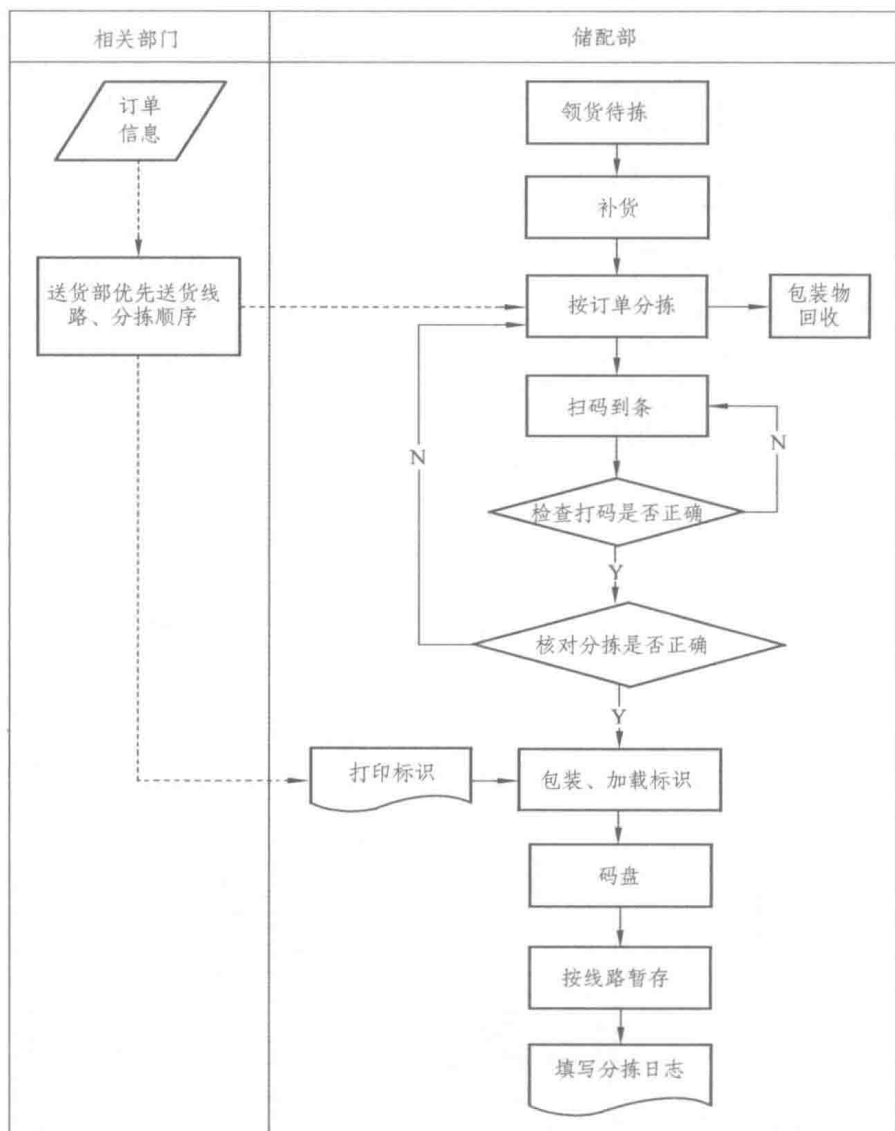 相关部门
储配部
订单
信息
领货待拣
补货
送货部优先送货线
路、分拣顺序
按订单分拣
包装物
回收
扫码到条
N
N
检查打码是否正确
Y
核对分拣是否正确
Y
打印标识
包装、加载标识
码盘
按线路暂存
填写分拣日志